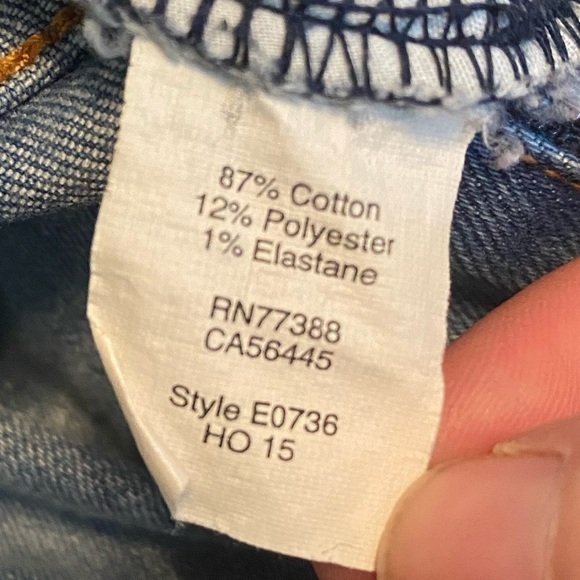 87% Cotton
12% Polyester
1% Elastane
RN77388
CA56445
Style E0736
HO 15